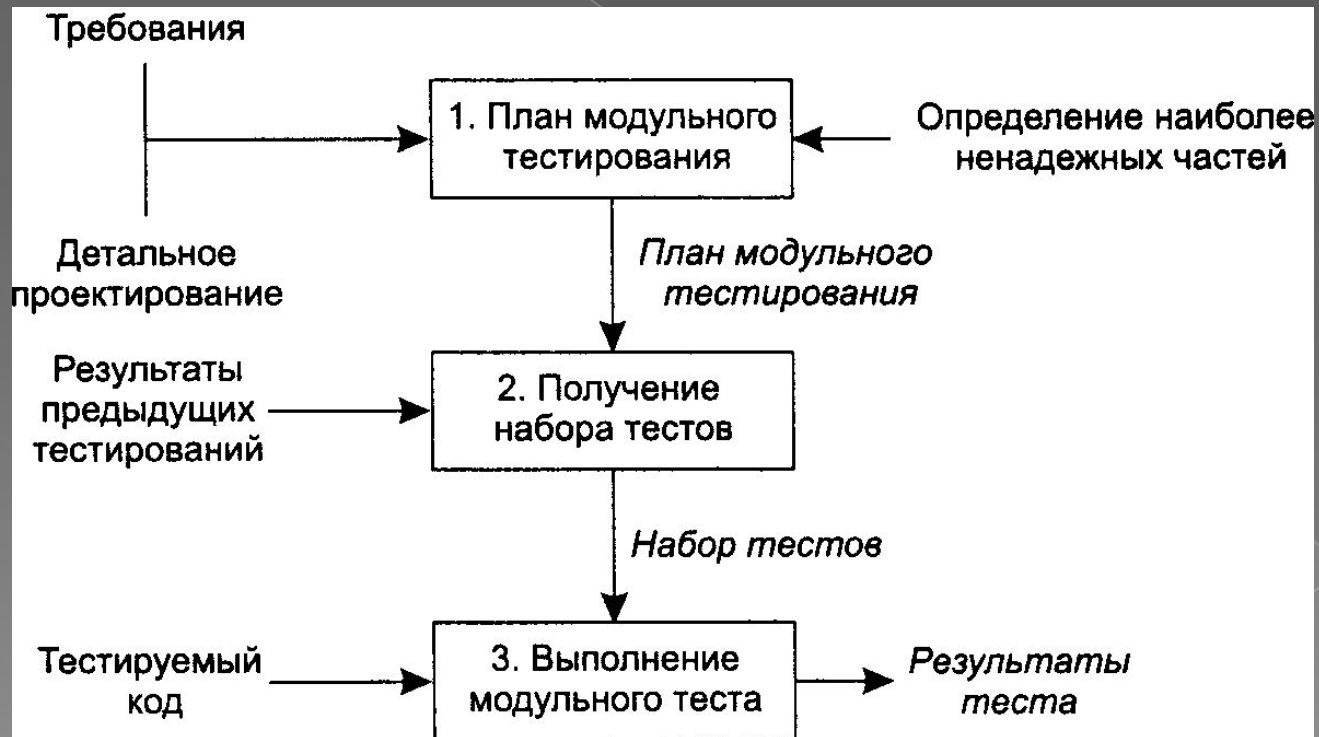 Требования
1. План модульного
тестирования
Определение наиболее
ненадежных частей
Детальное
проектирование
План модульного
тестирования
Результаты
предыдущих
тестирований
2. Получение
набора тестов
Набор тестов
Тестируемый
код
3. Выполнение
модульного теста
Результаты
теста